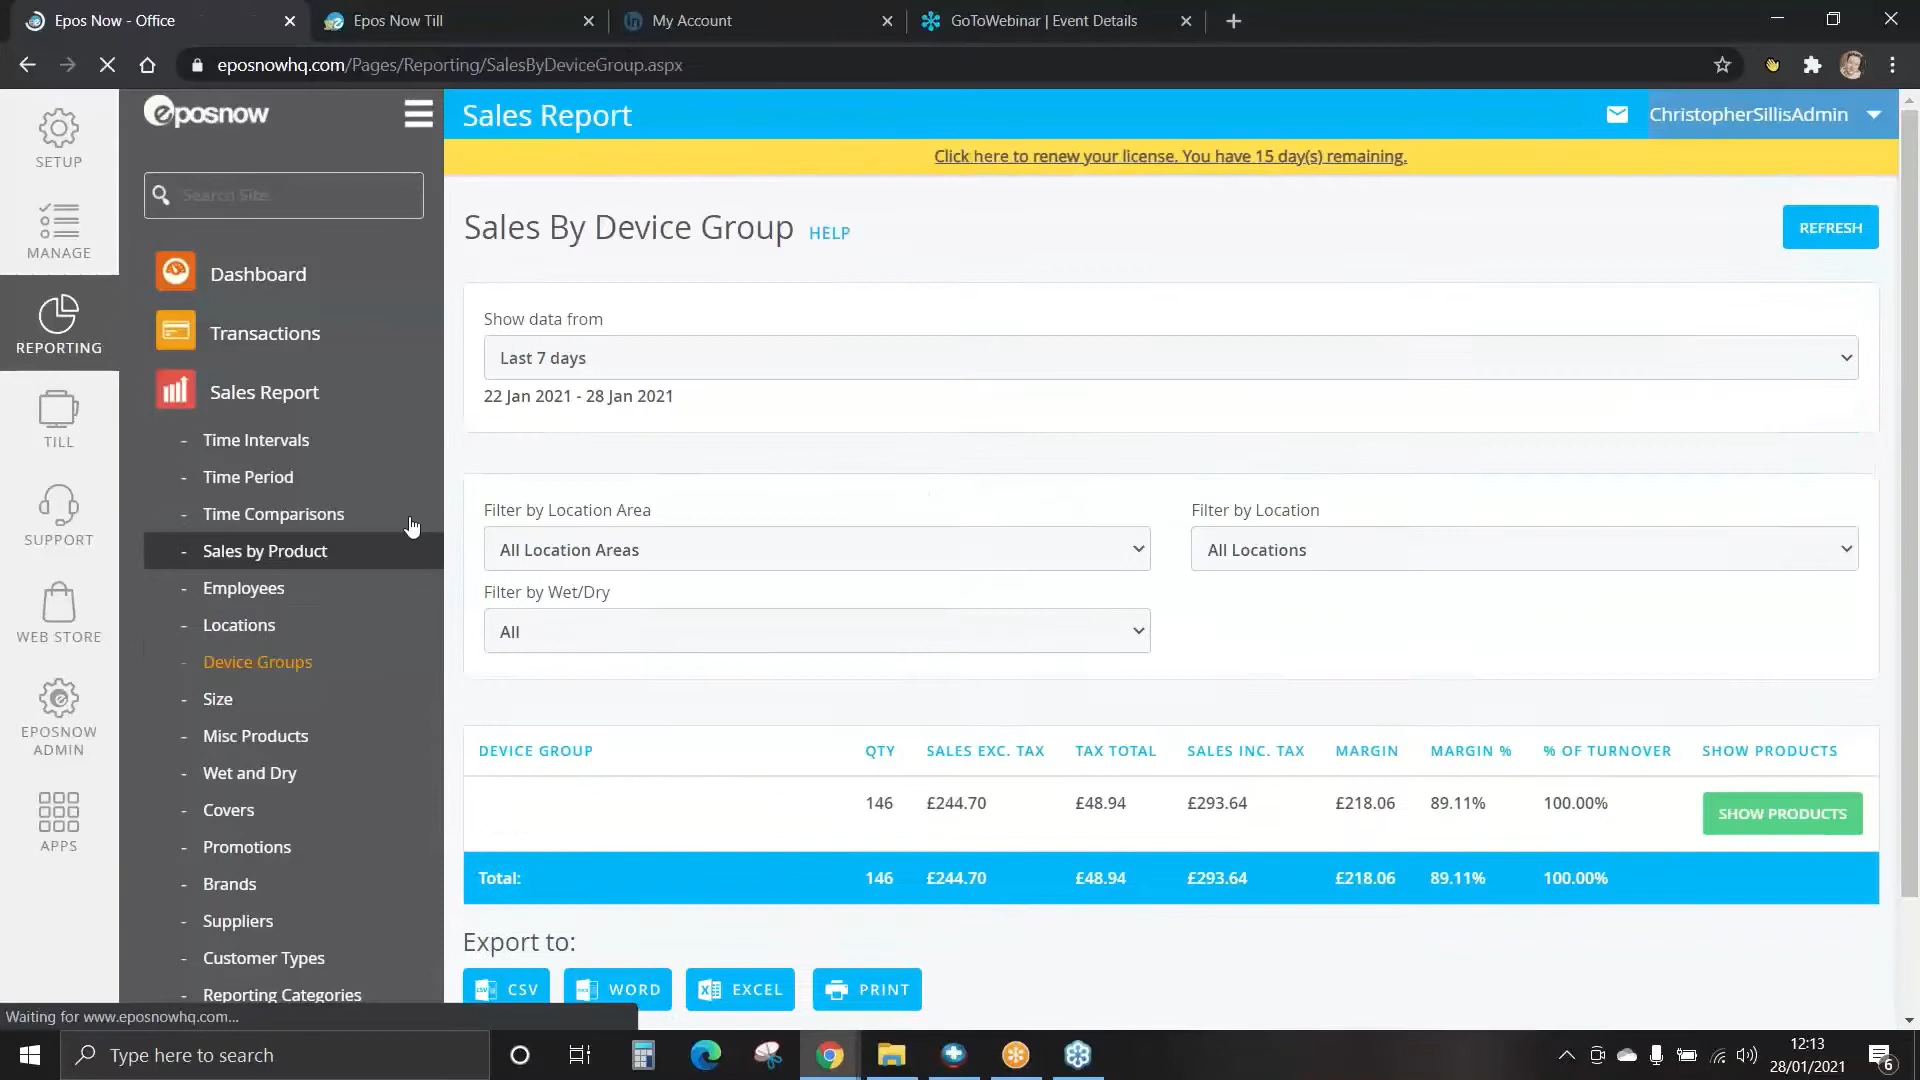 Epos Now - Office
Epos Now Till
My Account
GoToWebinar | Event Details
eposnowhq.com/Pages/Reporting/SalesByDeviceGroup.aspx
SETUP
MANAGE
REPORTING
TILL
SUPPORT
WEB STORE
EPOSNOW
ADMIN
APPS
eposnow
Search Site
Dashboard
Transactions
Sales Report
- Time Intervals
- Time Period
- Time Comparisons
- Sales by Product
- Employees
- Locations
- Device Groups
- Size
- Misc Products
- Wet and Dry
- Covers
- Promotions
- Brands
- Suppliers
- Customer Types
- Reporting Categories
Waiting for www.eposnowhq.com...
Sales Report
ChristopherSillisAdmin
Click here to renew your license. You have 15 day(s) remaining.
Sales By Device Group HELP
REFRESH
Show data from
Last 7 days
22 Jan 2021 - 28 Jan 2021
Filter by Location Area
All Location Areas
Filter by Location
All Locations
Filter by Wet/Dry
All
DEVICE GROUP QTY SALES EXC. TAX TAX TOTAL SALES INC. TAX MARGIN MARGIN % % OF TURNOVER SHOW PRODUCTS
146 £244.70 £48.94 £293.64 £218.06 89.11% 100.00% SHOW PRODUCTS
Total: 146 £244.70 £48.94 £293.64 £218.06 89.11% 100.00%
Export to:
CSV WORD EXCEL PRINT
Type here to search
12:13
28/01/2021
6